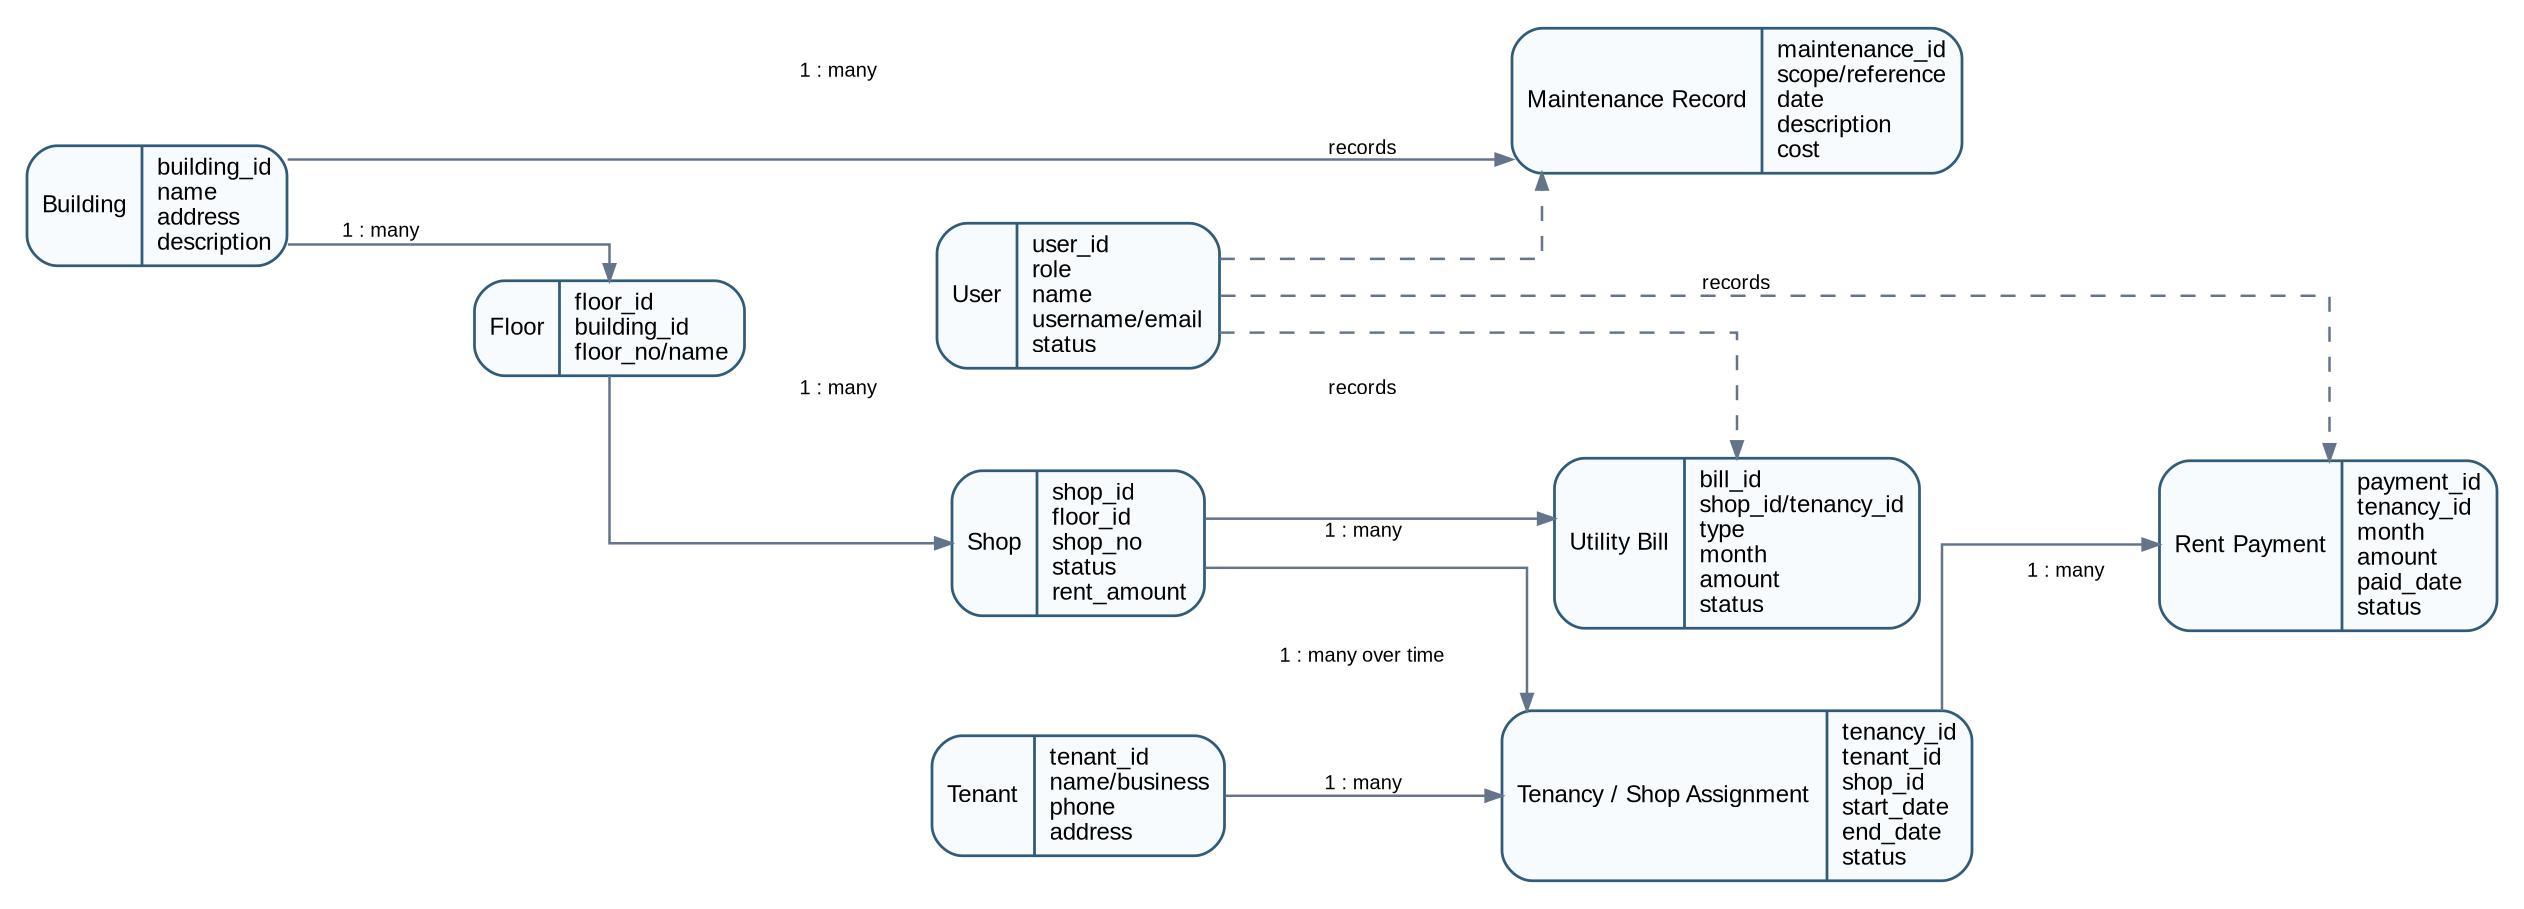 1 : many
maintenance_id
scope/reference
Maintenance Record
date
description
cost
records
Building
building_id
name
address
description
1 : many
User
user_id
role
name
username/email
status
records
Floor
floor_id
building_id
floor_no/name
1 : many
records
Shop
shop_id
floor_id
shop_no
status
rent_amount
1 : many
Utility Bill
bill_id
shop_id/tenancy_id
type
month
amount
status
1 : many
Rent Payment
payment_id
tenancy_id
month
amount
paid_date
status
1 : many over time
Tenant
tenant_id
name/business
phone
address
1 : many
Tenancy / Shop Assignment
tenancy_id
tenant_id
shop_id
start_date
end_date
status